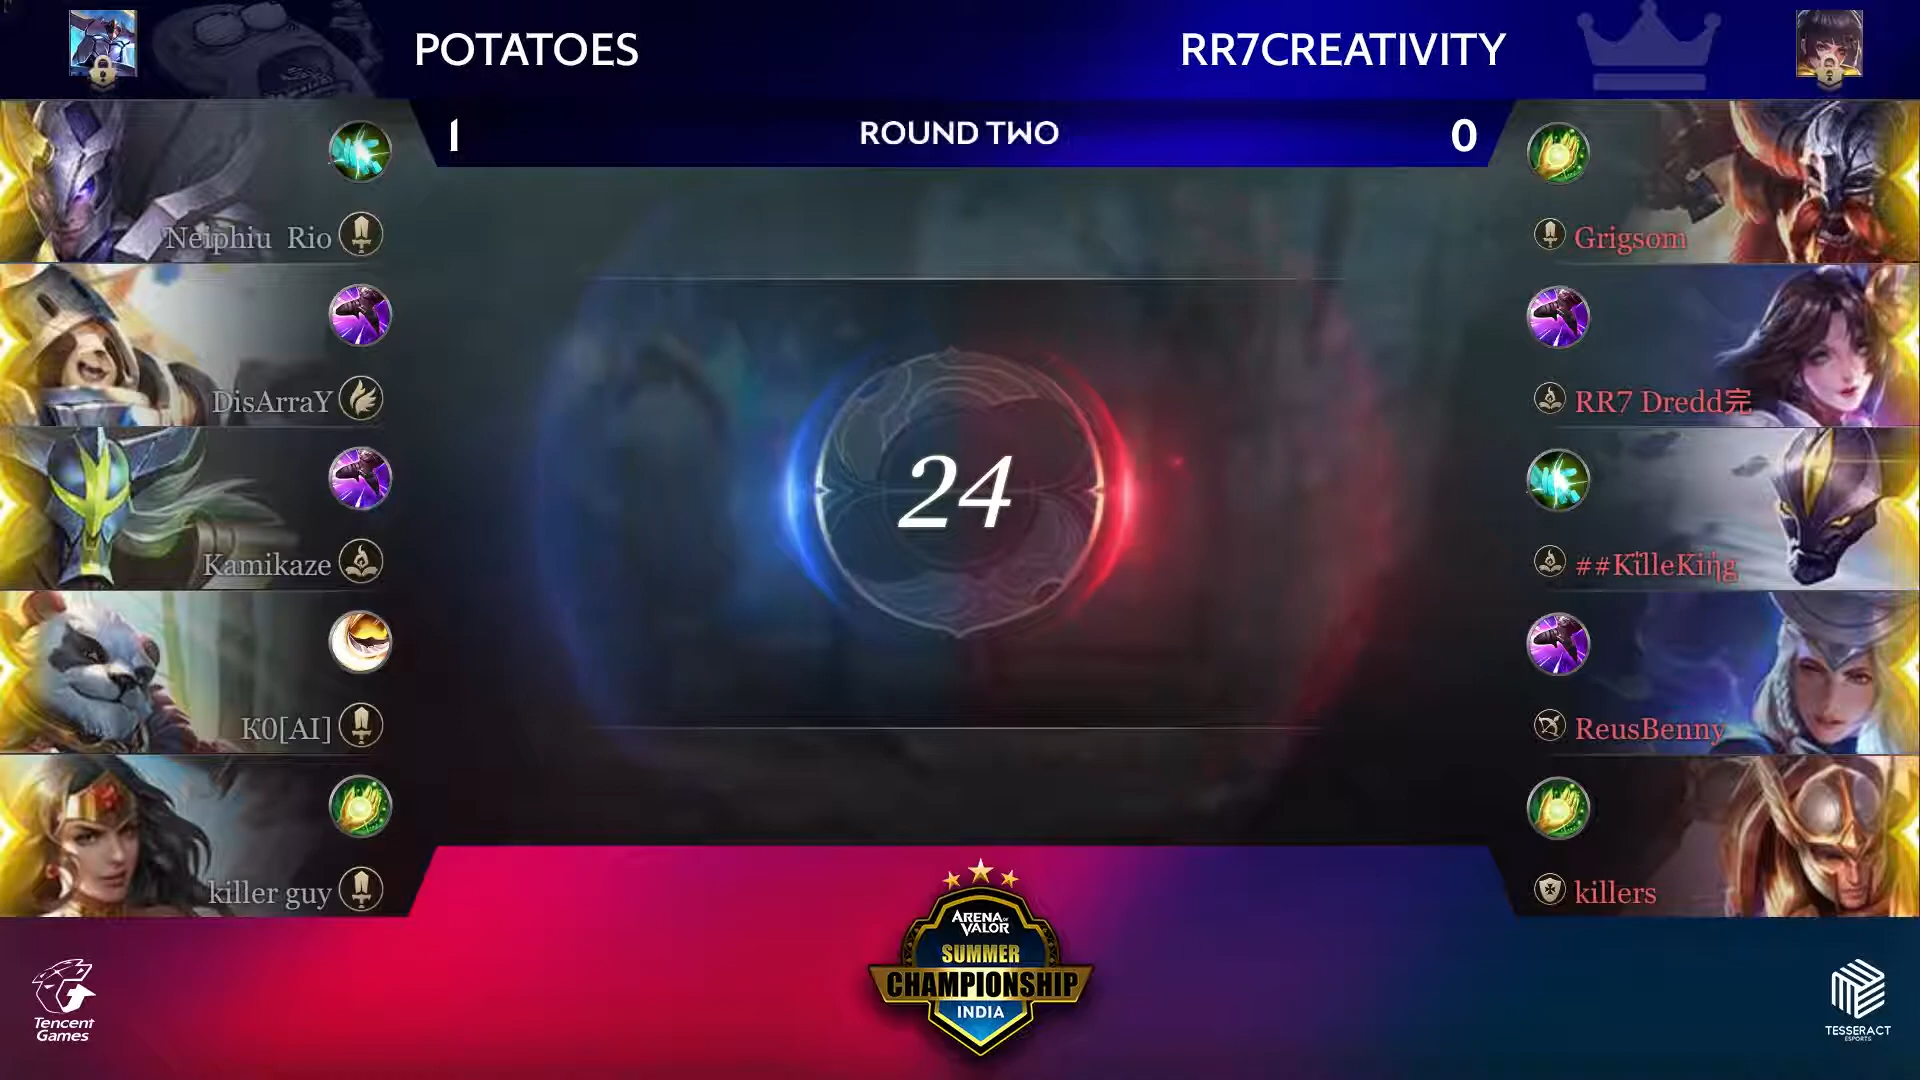 POTATOES
RR7CREATIVITY
1
ROUND TWO
0
Neiphiu Rio
DisArraY
Kamikaze
K0[AI]
killer guy
24
Grigsom
RR7 Dredd完
##KïlleKiήg
ReusBenny
killers
ARENA OF VALOR
SUMMER
CHAMPIONSHIP
INDIA
Tencent
Games
TESSERACT
ESPORTS